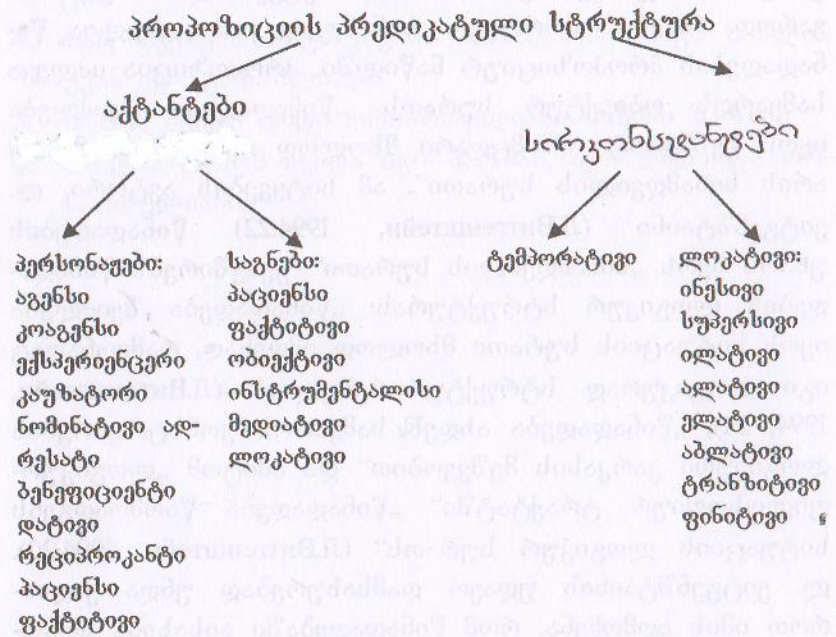 პროპოზიციის პრედიკატული სტრუქტურა
აქტანტები
სირკონსტანტები
პერსონაჟები:
აგენსი
კოაგენსი
ექსპერიენცერი
კაუზატორი
ნომინატივი ად-
რესატი
ბენეფიციენტი
დატივი
რეციპროკანტი
პაციენსი
ფაქტიტივი
საგნები:
პაციენსი
ფაქტიტივი
ობიექტივი
ინსტრუმენტალისი
მედიატივი
ლოკატივი
ტემპორატივი
ლოკატივი:
ინესივი
სუპერსივი
ილატივი
ალატივი
ელატივი
აბლატივი
ტრანზიტივი
ფინიტივი